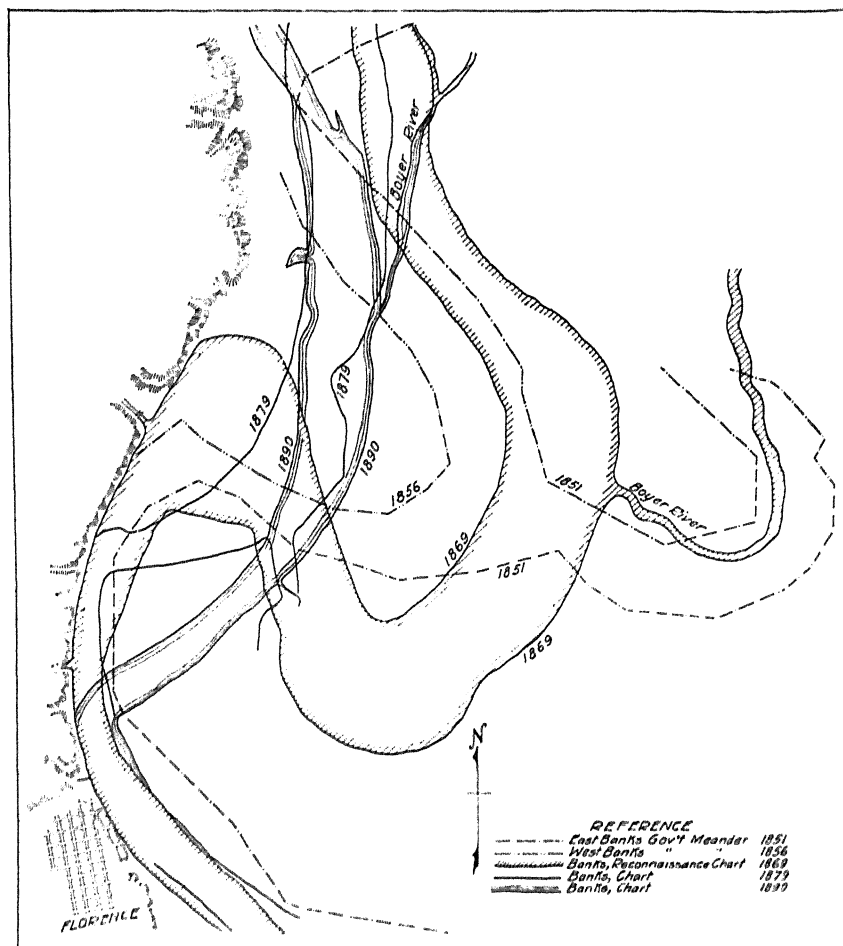 Boyer River
1879
1879
1890
1890
1856
1851
Boyer River
1869
1851
1869
N
REFERENCE
East Banks Gov't Meander 1851
West Banks " " 1856
Banks, Reconnaissance Chart 1869
Banks, Chart 1879
Banks, Chart 1890
FLORENCE